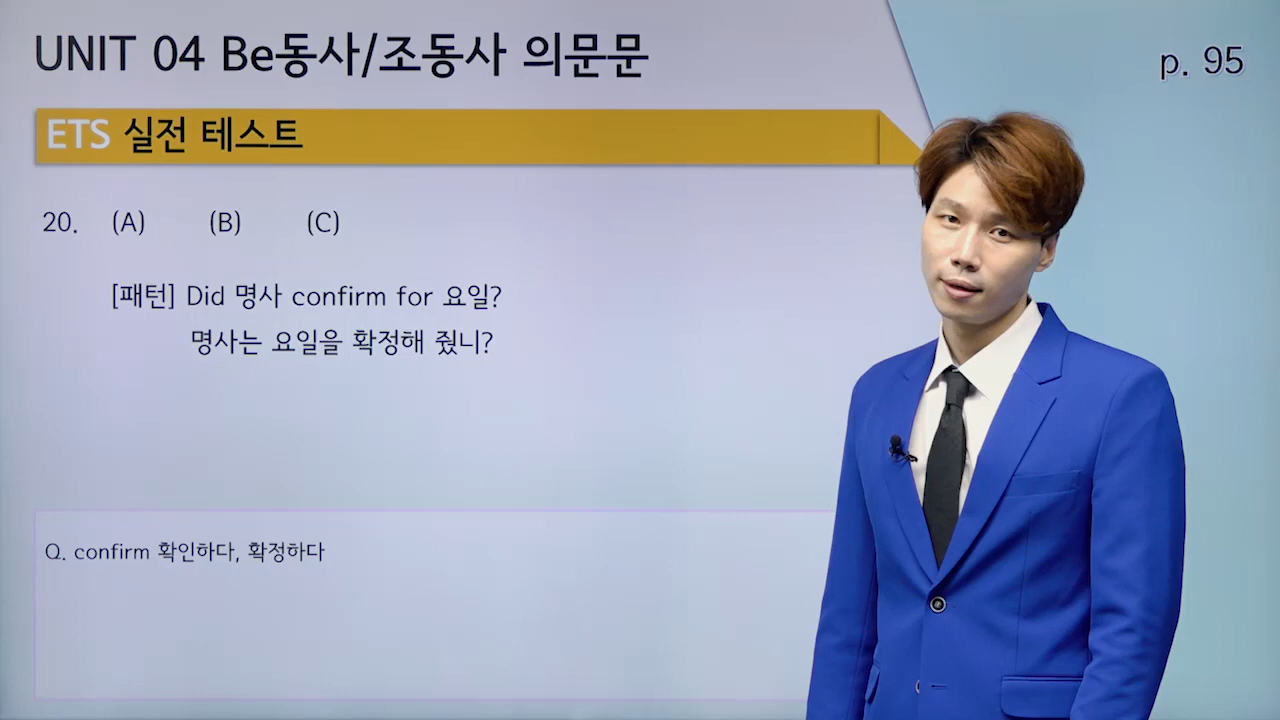 UNIT 04 Be동사/조동사 의문문
p. 95
ETS 실전 테스트
20. (A) (B) (C)
[패턴] Did 명사 confirm for 요일?
명사는 요일을 확정해 줬니?
Q. confirm 확인하다, 확정하다